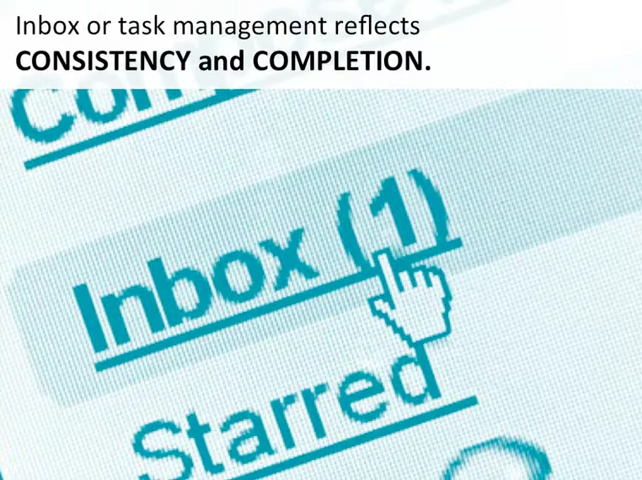 Inbox or task management reflects
CONSISTENCY and COMPLETION.
Inbox (1)
Starred